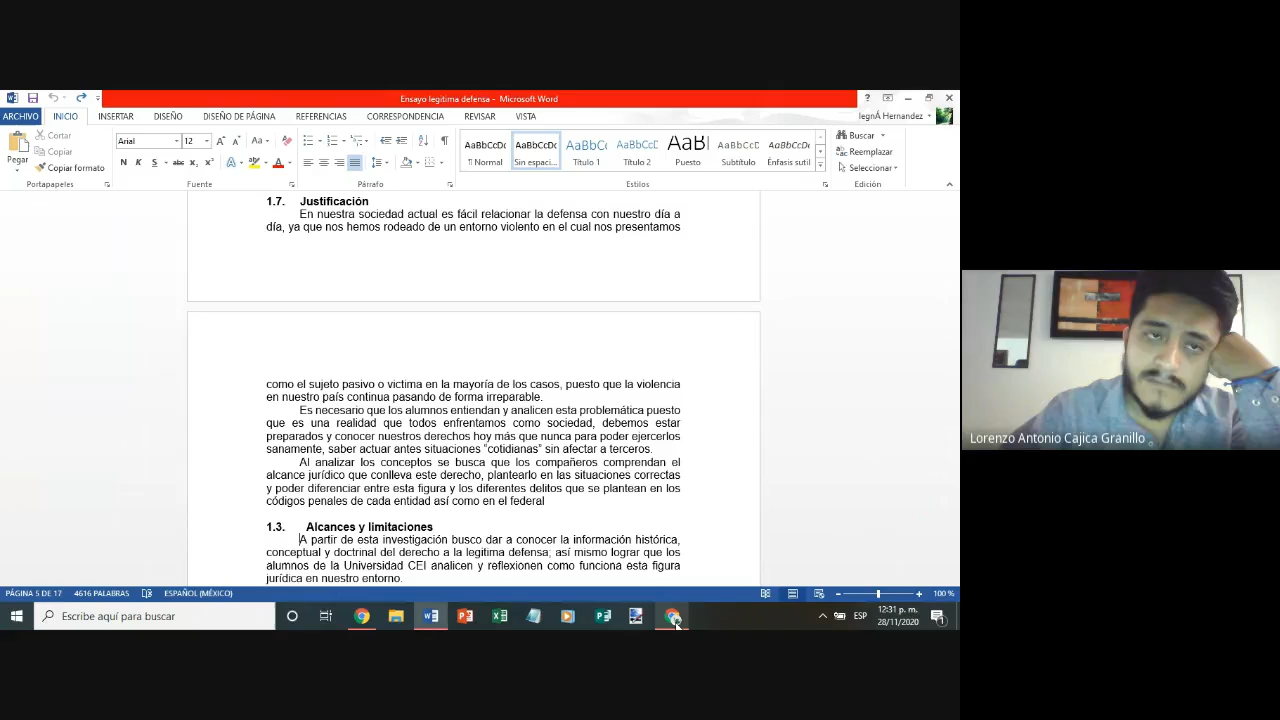 Ensayo legitima defensa - Microsoft Word
ARCHIVO INICIO INSERTAR DISEÑO DISEÑO DE PÁGINA REFERENCIAS CORRESPONDENCIA REVISAR VISTA
legnÁ Hernandez
Pegar
Cortar
Copiar
Copiar formato
Portapapeles
Arial 12
N K S abc x₂ x²
Fuente
Párrafo
AaBbCcDc AaBbCcDc AaBbCc AaBbCcD AaBl AaBbCcD AaBbCcDc
¶ Normal Sin espaci... Título 1 Título 2 Puesto Subtítulo Énfasis sutil
Estilos
Buscar
Reemplazar
Seleccionar
Edición
1.7. Justificación
En nuestra sociedad actual es fácil relacionar la defensa con nuestro día a
día, ya que nos hemos rodeado de un entorno violento en el cual nos presentamos
como el sujeto pasivo o victima en la mayoría de los casos, puesto que la violencia
en nuestro país continua pasando de forma irreparable.
Es necesario que los alumnos entiendan y analicen esta problemática puesto
que es una realidad que todos enfrentamos como sociedad, debemos estar
preparados y conocer nuestros derechos hoy más que nunca para poder ejercerlos
sanamente, saber actuar antes situaciones “cotidianas” sin afectar a terceros.
Al analizar los conceptos se busca que los compañeros comprendan el
alcance jurídico que conlleva este derecho, plantearlo en las situaciones correctas
y poder diferenciar entre esta figura y los diferentes delitos que se plantean en los
códigos penales de cada entidad así como en el federal
1.3. Alcances y limitaciones
A partir de esta investigación busco dar a conocer la información histórica,
conceptual y doctrinal del derecho a la legitima defensa; así mismo lograr que los
alumnos de la Universidad CEI analicen y reflexionen como funciona esta figura
jurídica en nuestro entorno.
PÁGINA 5 DE 17 4616 PALABRAS ESPAÑOL (MÉXICO) 100 %
Escribe aquí para buscar
ESP
12:31 p. m.
28/11/2020
Lorenzo Antonio Cajica Granillo